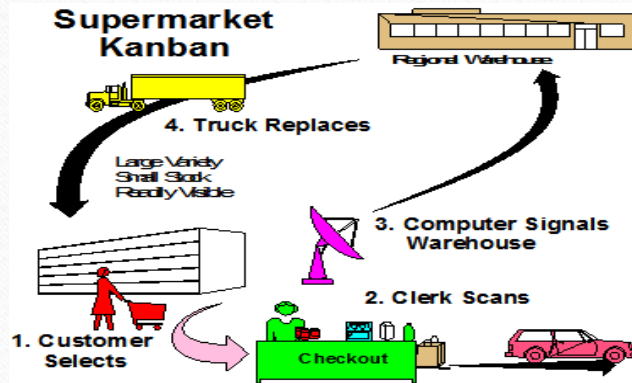 Supermarket
Kanban
Regional Warehouse
4. Truck Replaces
Large Variety
Small Stock
Readily Visible
3. Computer Signals
Warehouse
2. Clerk Scans
1. Customer
Selects
Checkout